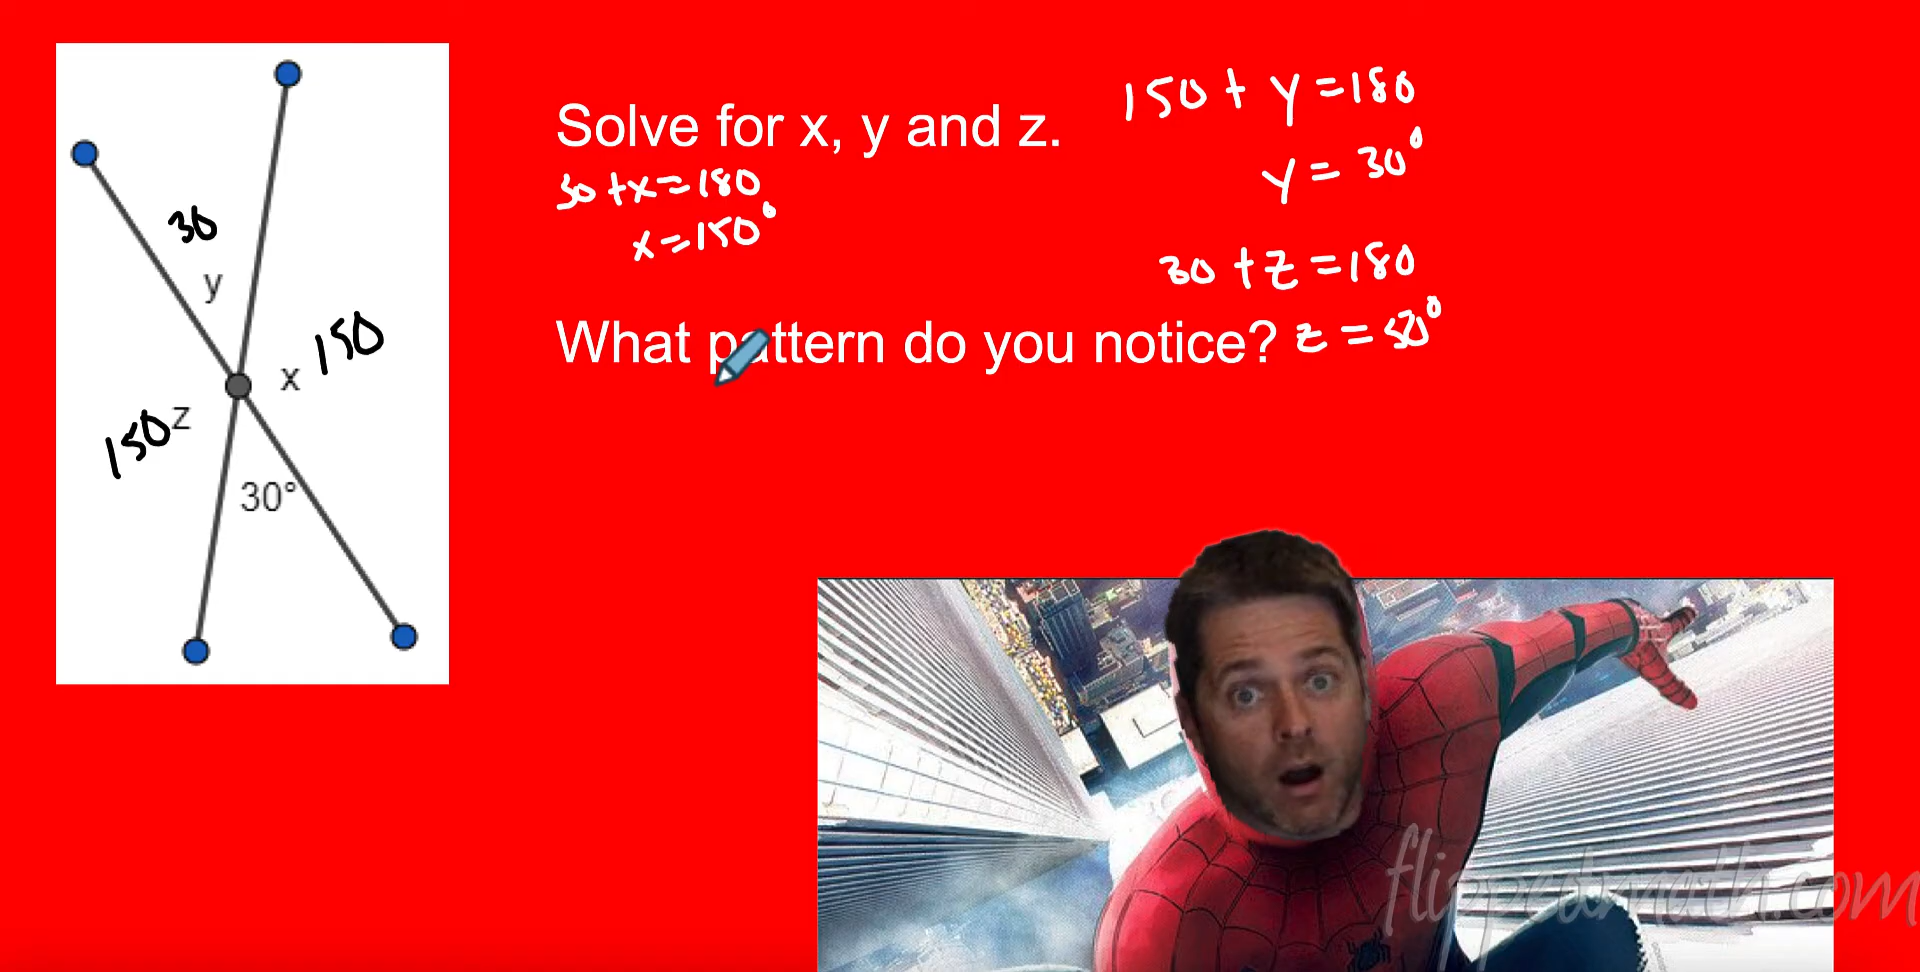 Solve for x, y and z.
30 + x = 180
x = 150°
150 + y = 180
y = 30°
30 + z = 180
What pattern do you notice?
z =
30
y
150
x
150
z
30°
flippedmath.com